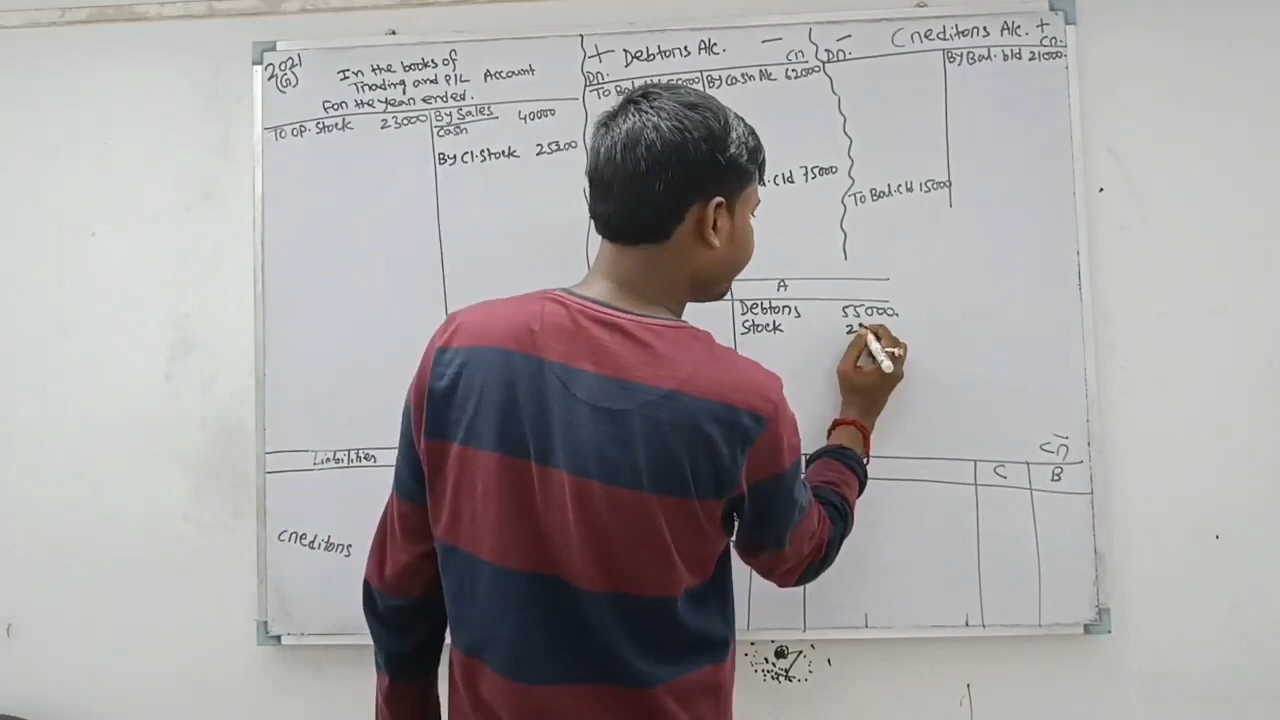 2021
(G)
In the books of
Trading and P/L Account
For the year ended.
To op. Stock 23000
By Sales
Cash 40000
By Cl. Stock 25200
+ Debtors A/c. -
Dr. Cr
By Cash A/c 62000
c/d 75000
- Creditors A/c. +
Dr. Cr.
By Bal. b/d 21000
To Bal. c/d 15000
A
Debtors 55000
Stock
Liabilities
Creditors
Cr
C B